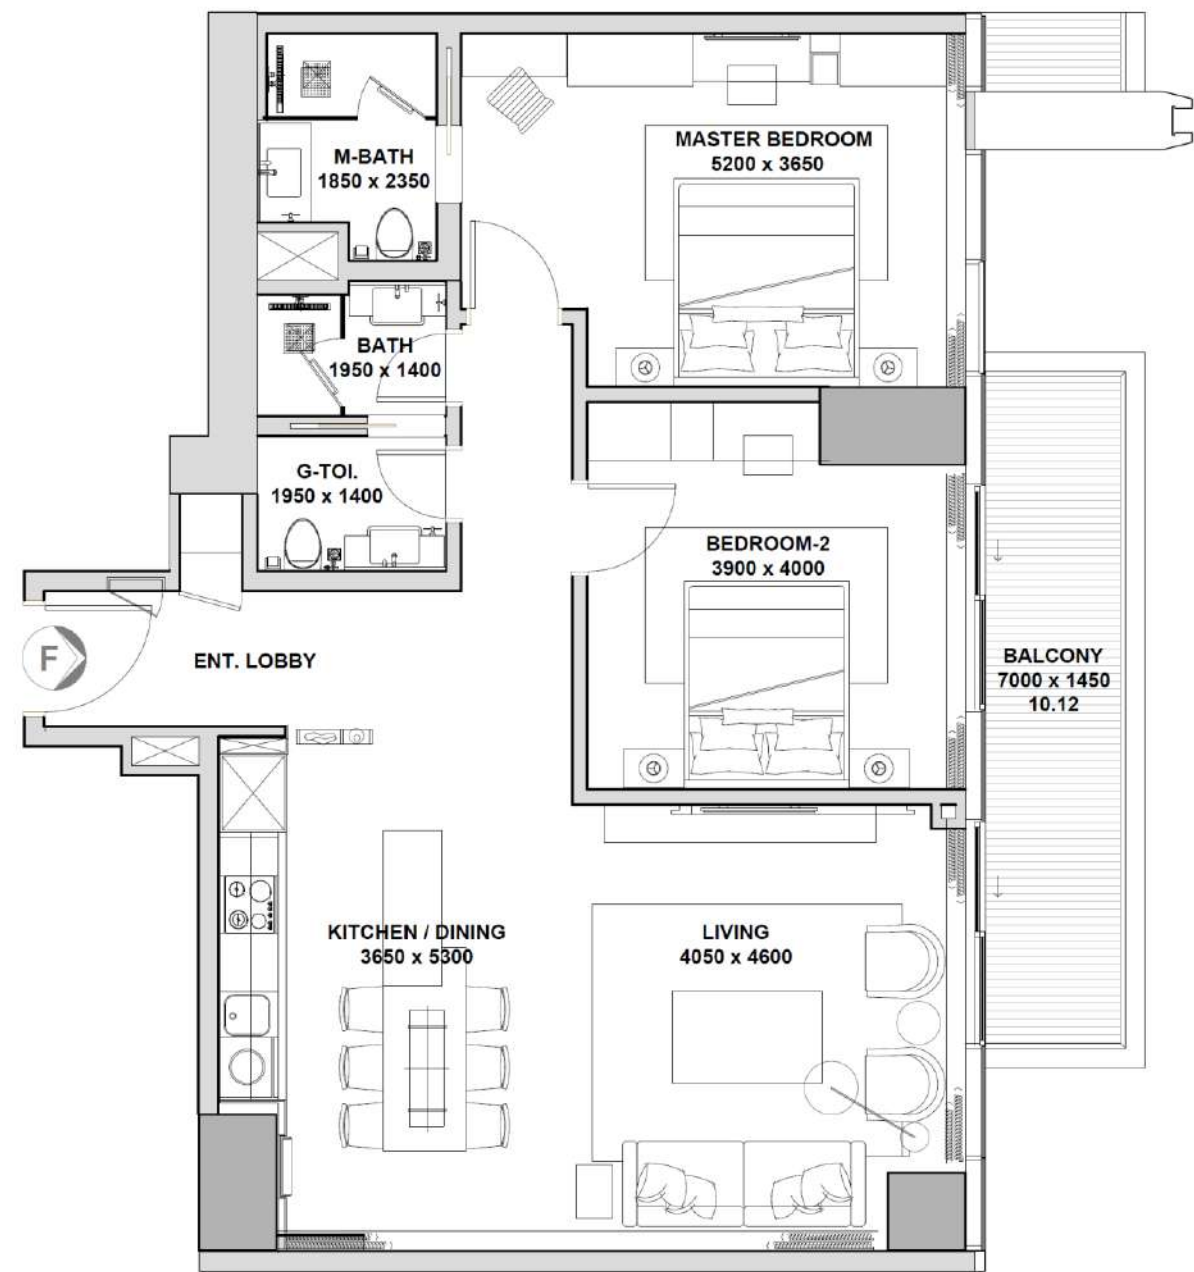 M-BATH
1850 x 2350
MASTER BEDROOM
5200 x 3650
BATH
1950 x 1400
G-TOI.
1950 x 1400
BEDROOM-2
3900 x 4000
F
ENT. LOBBY
BALCONY
7000 x 1450
10.12
KITCHEN / DINING
3650 x 5300
LIVING
4050 x 4600